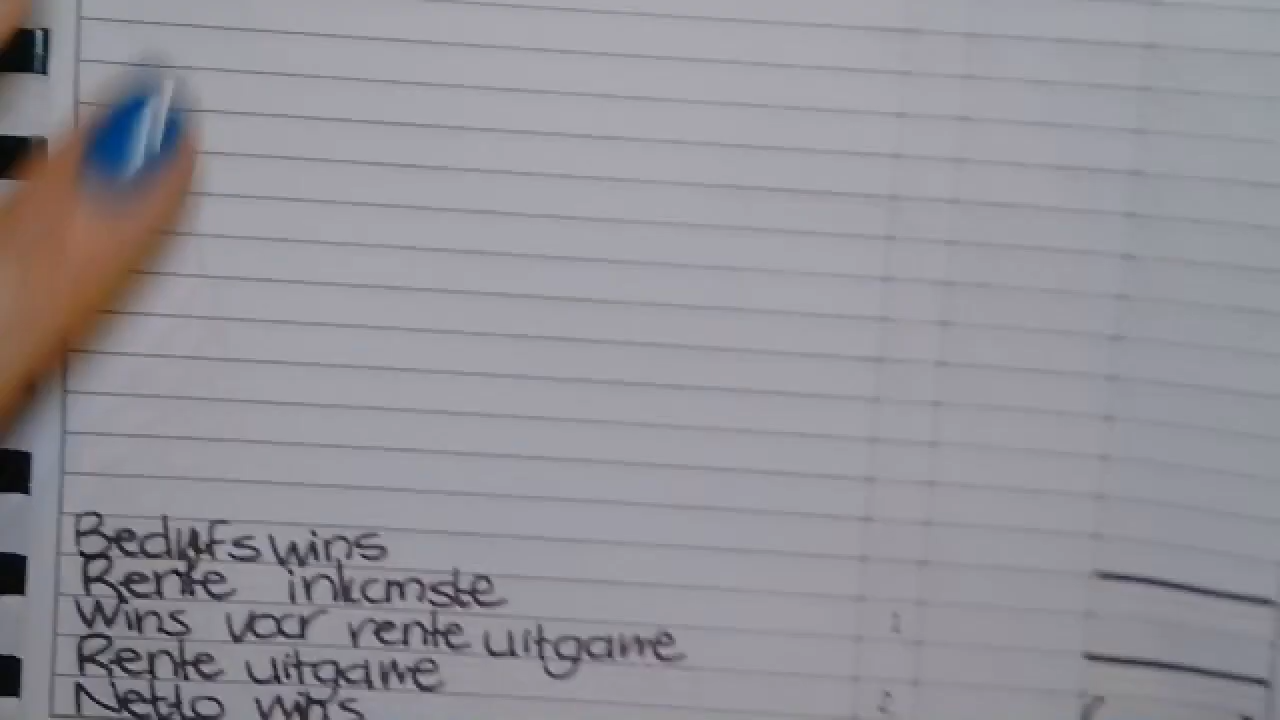 Bedryfswins
Rente inkomste
Wins voor rente uitgawe
Rente uitgawe
Netto wins